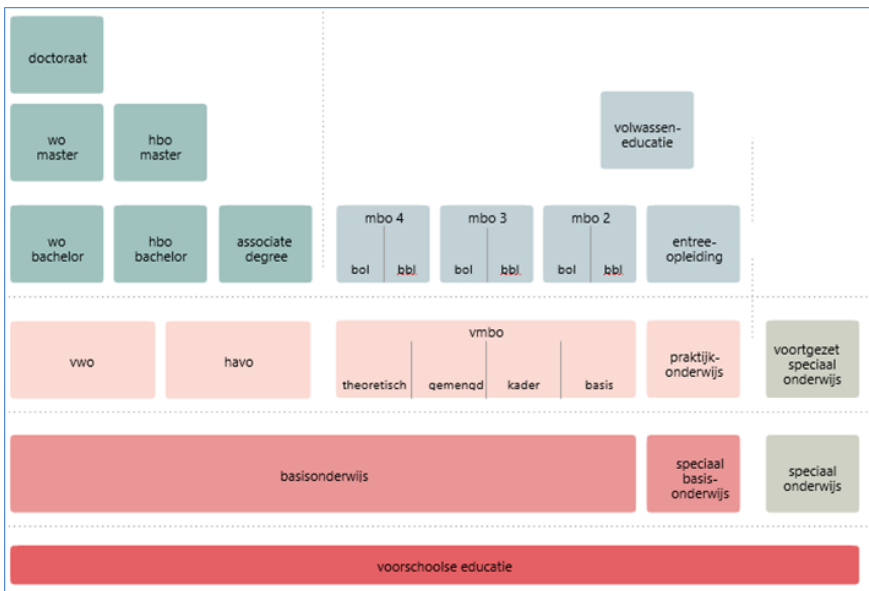 doctoraat
wo
master
hbo
master
volwassen-
educatie
wo
bachelor
hbo
bachelor
associate
degree
mbo 4
bol
bbl
mbo 3
bol
bbl
mbo 2
bol
bbl
entree-
opleiding
vwo
havo
vmbo
theoretisch
gemengd
kader
basis
praktijk-
onderwijs
voortgezet
speciaal
onderwijs
basisonderwijs
speciaal
basis-
onderwijs
speciaal
onderwijs
voorschoolse educatie